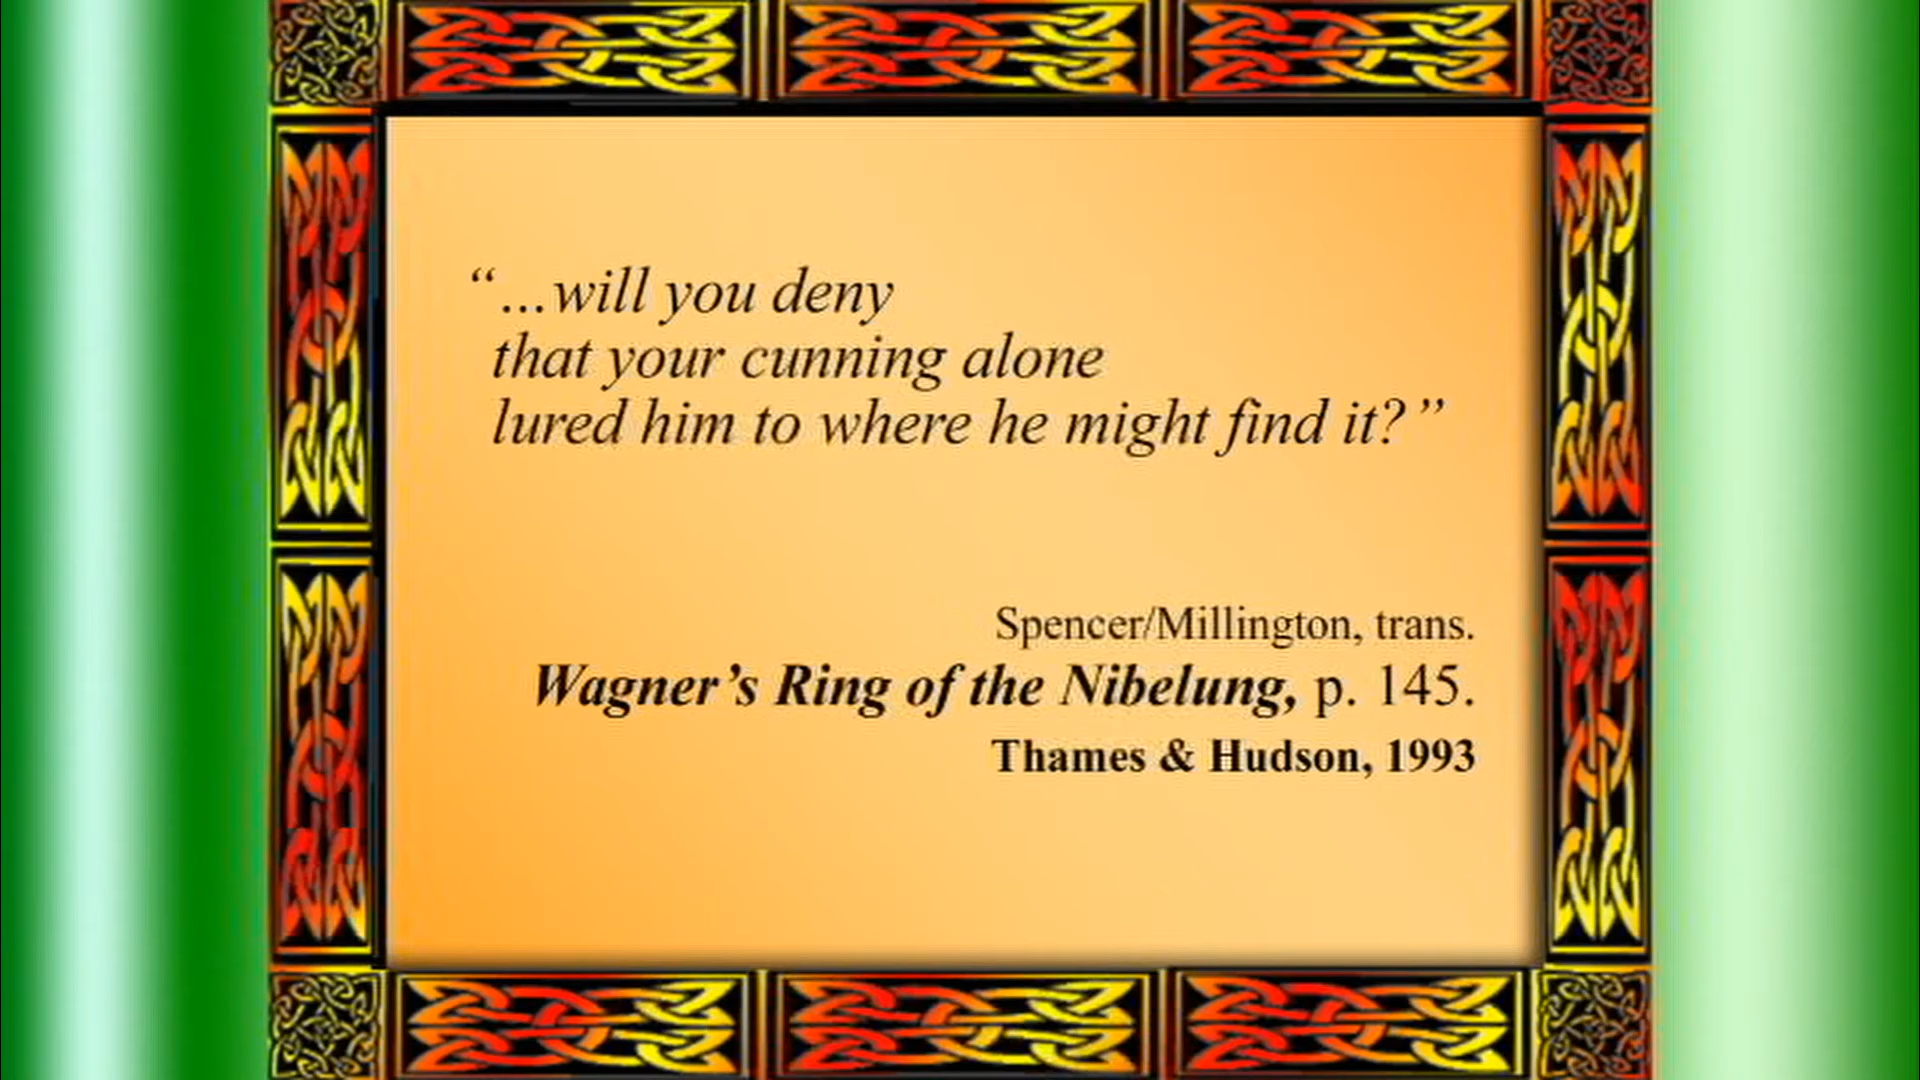 “...will you deny
that your cunning alone
lured him to where he might find it?”
Spencer/Millington, trans.
Wagner’s Ring of the Nibelung, p. 145.
Thames & Hudson, 1993